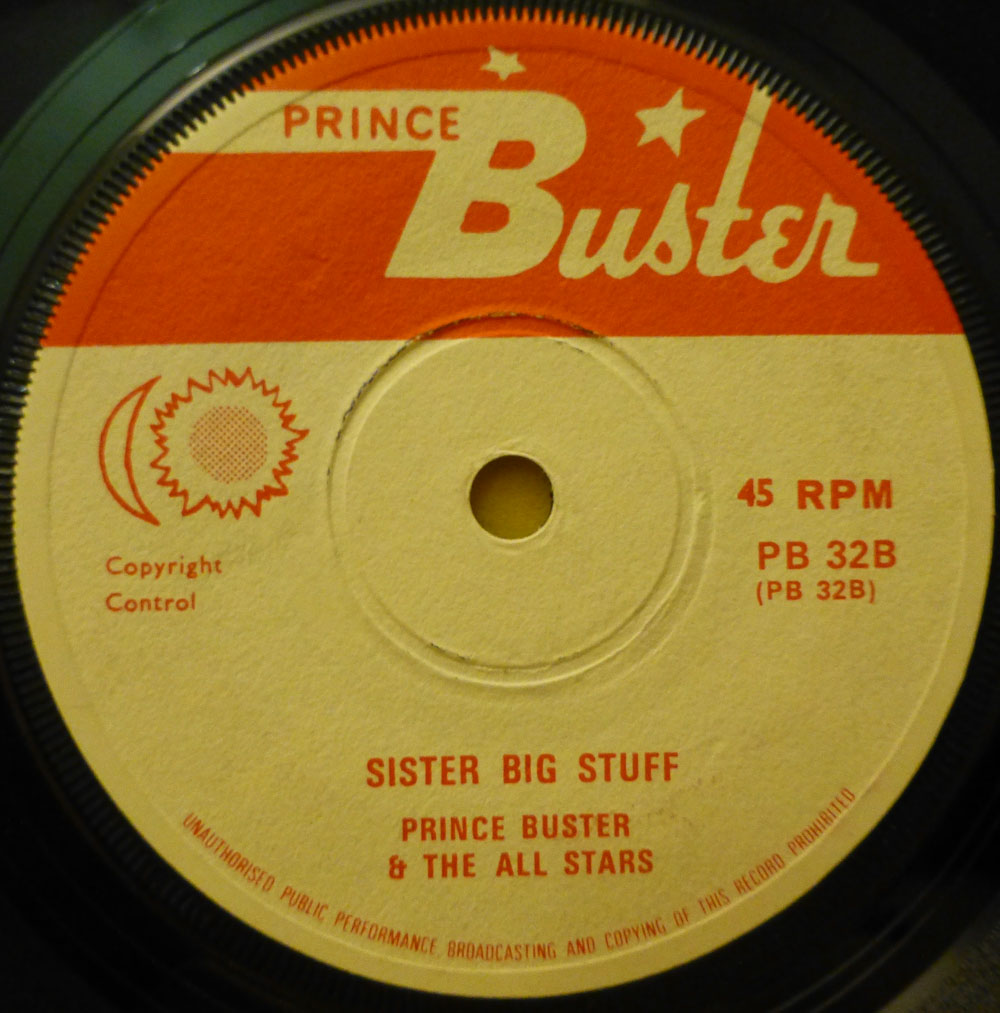 PRINCE
Buster
45 RPM
PB 32B
(PB 32B)
Copyright
Control
SISTER BIG STUFF
PRINCE BUSTER
& THE ALL STARS
UNAUTHORISED PUBLIC PERFORMANCE, BROADCASTING AND COPYING OF THIS RECORD PROHIBITED